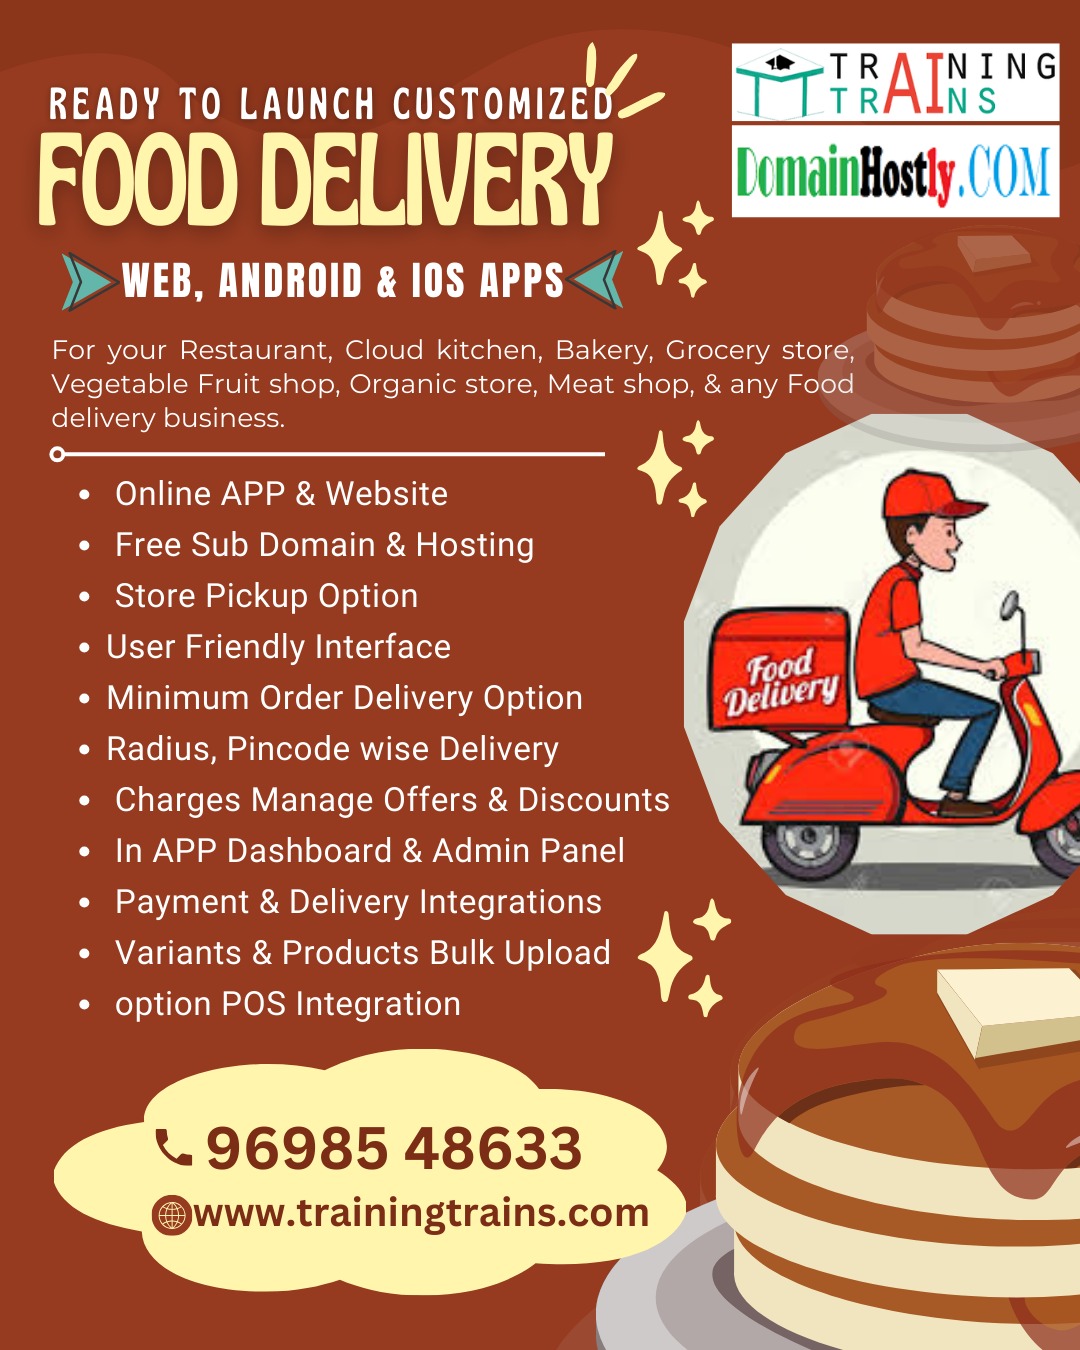 READY TO LAUNCH CUSTOMIZED
FOOD DELIVERY
WEB, ANDROID & IOS APPS
TRAINING
TRAINS
DomainHostly.COM
For your Restaurant, Cloud kitchen, Bakery, Grocery store,
Vegetable Fruit shop, Organic store, Meat shop, & any Food
delivery business.
• Online APP & Website
• Free Sub Domain & Hosting
• Store Pickup Option
• User Friendly Interface
• Minimum Order Delivery Option
• Radius, Pincode wise Delivery
• Charges Manage Offers & Discounts
• In APP Dashboard & Admin Panel
• Payment & Delivery Integrations
• Variants & Products Bulk Upload
• option POS Integration
Food
Delivery
96985 48633
www.trainingtrains.com